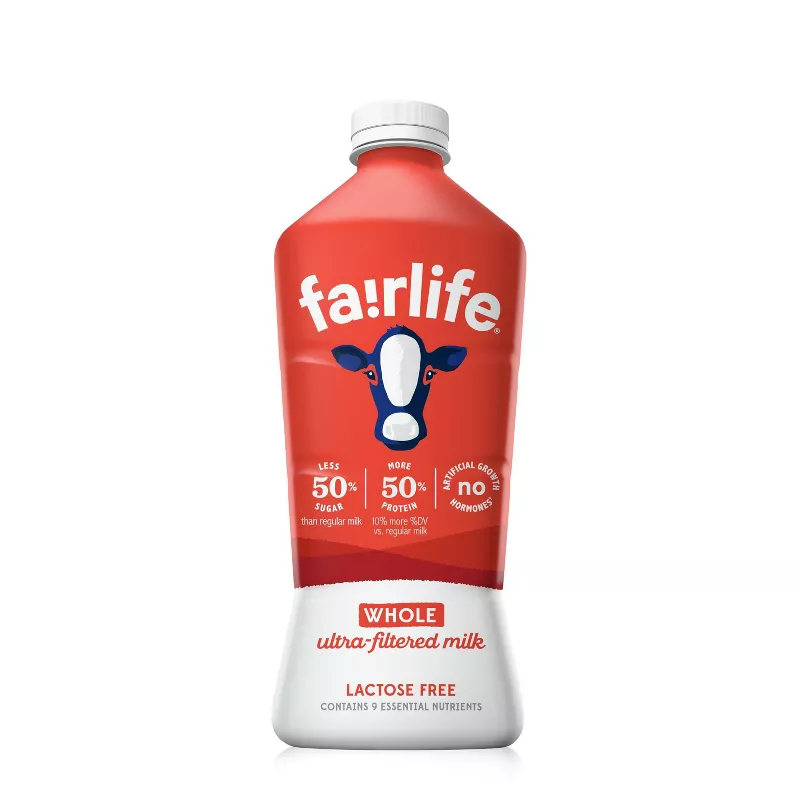 fa!rlife®
LESS
50%
SUGAR
than regular milk
MORE
50%
PROTEIN
10% more %DV
vs. regular milk
ARTIFICIAL GROWTH
no
HORMONES*
WHOLE
ultra-filtered milk
LACTOSE FREE
CONTAINS 9 ESSENTIAL NUTRIENTS